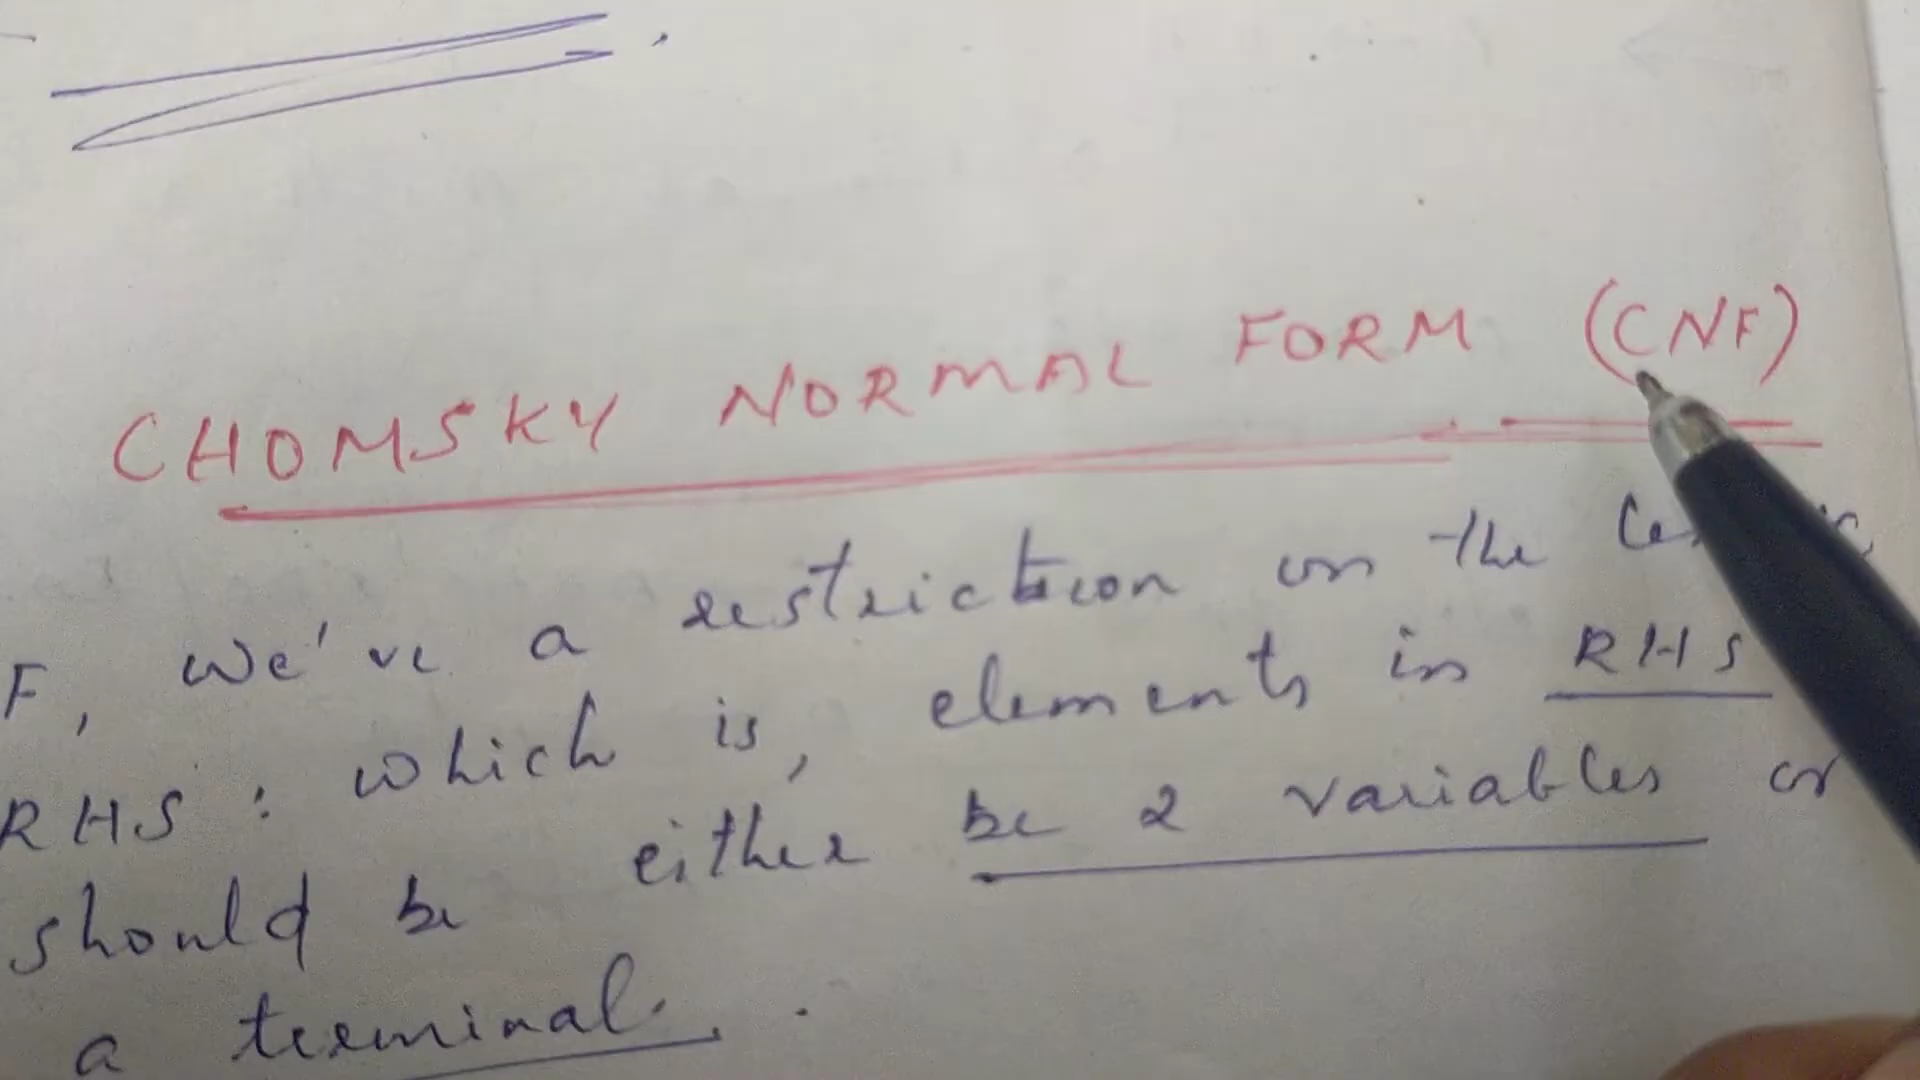 CHOMSKY NORMAL FORM (CNF)
F, We've a restriction on the
RHS : which is, elements in RHS
should be either be 2 variables or
a terminal.